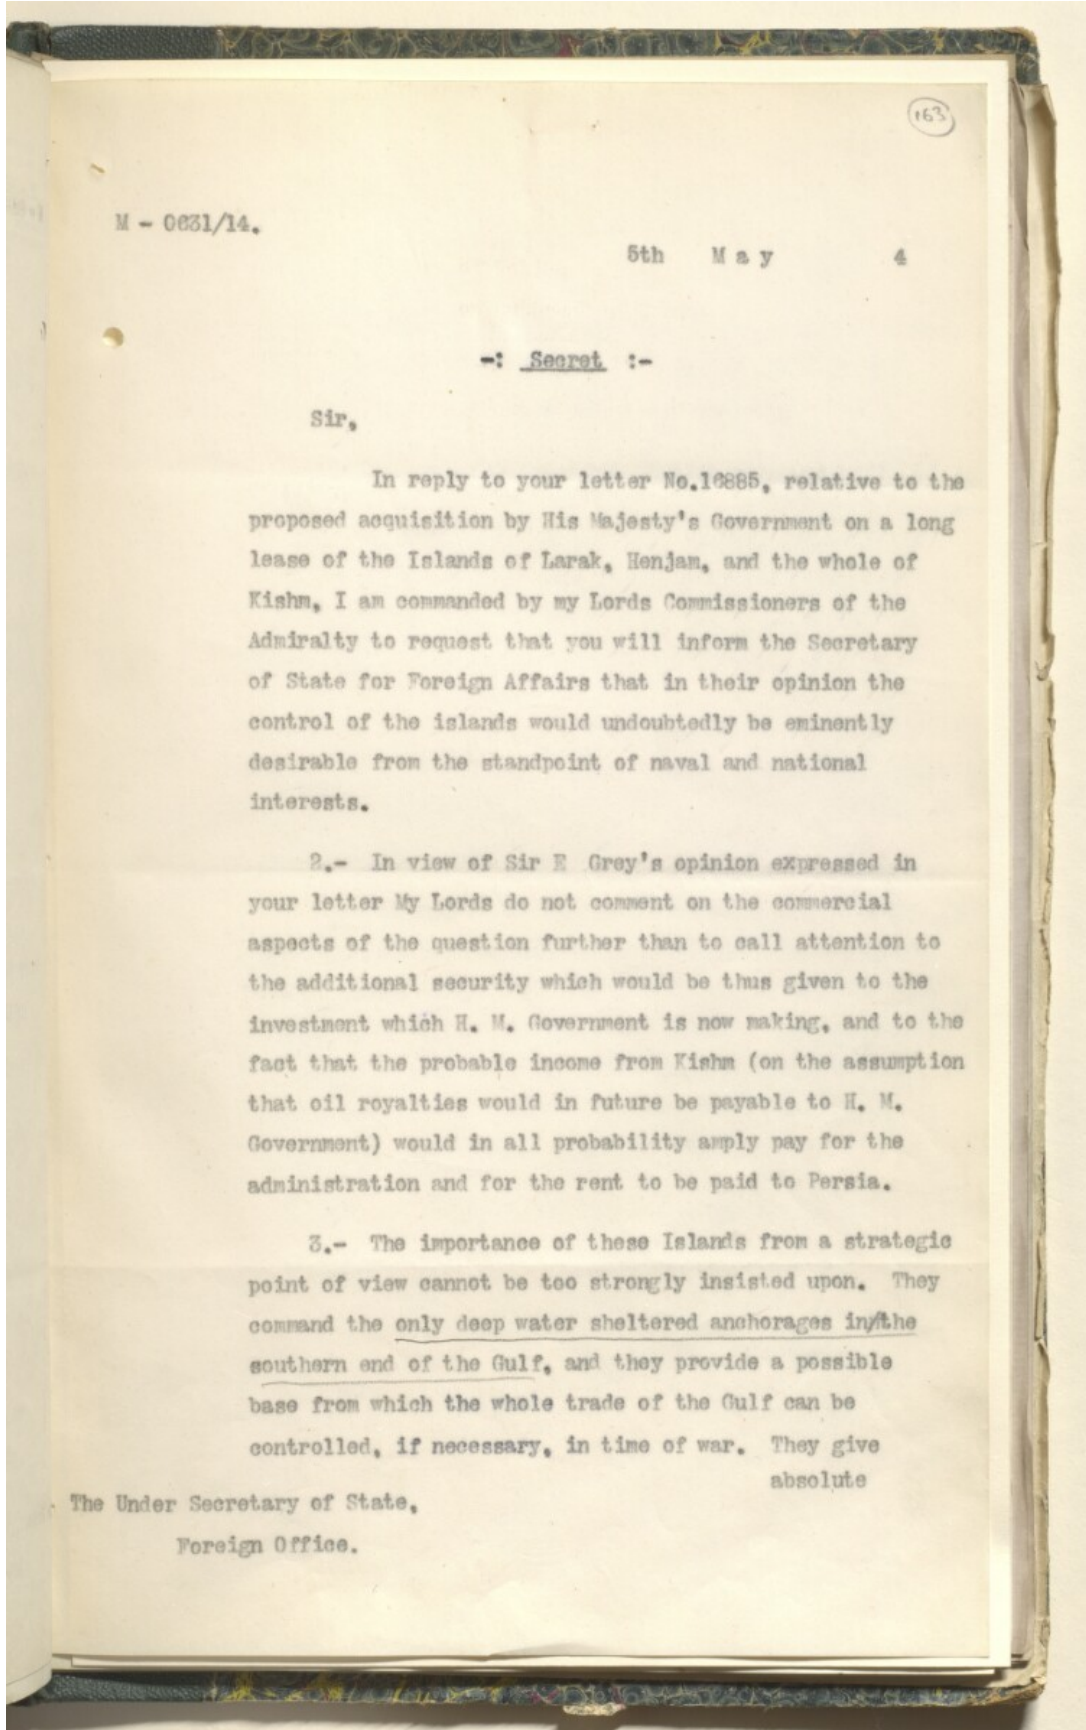 163
M - 0631/14.
5th May 4
-: Secret :-
Sir,
In reply to your letter No.16885, relative to the
proposed acquisition by His Majesty's Government on a long
lease of the Islands of Larak, Henjam, and the whole of
Kishm, I am commanded by my Lords Commissioners of the
Admiralty to request that you will inform the Secretary
of State for Foreign Affairs that in their opinion the
control of the islands would undoubtedly be eminently
desirable from the standpoint of naval and national
interests.
2.- In view of Sir E Grey's opinion expressed in
your letter My Lords do not comment on the commercial
aspects of the question further than to call attention to
the additional security which would be thus given to the
investment which H. M. Government is now making, and to the
fact that the probable income from Kishm (on the assumption
that oil royalties would in future be payable to H. M.
Government) would in all probability amply pay for the
administration and for the rent to be paid to Persia.
3.- The importance of these Islands from a strategic
point of view cannot be too strongly insisted upon. They
command the only deep water sheltered anchorages in/the
southern end of the Gulf, and they provide a possible
base from which the whole trade of the Gulf can be
controlled, if necessary, in time of war. They give
absolute
The Under Secretary of State,
Foreign Office.